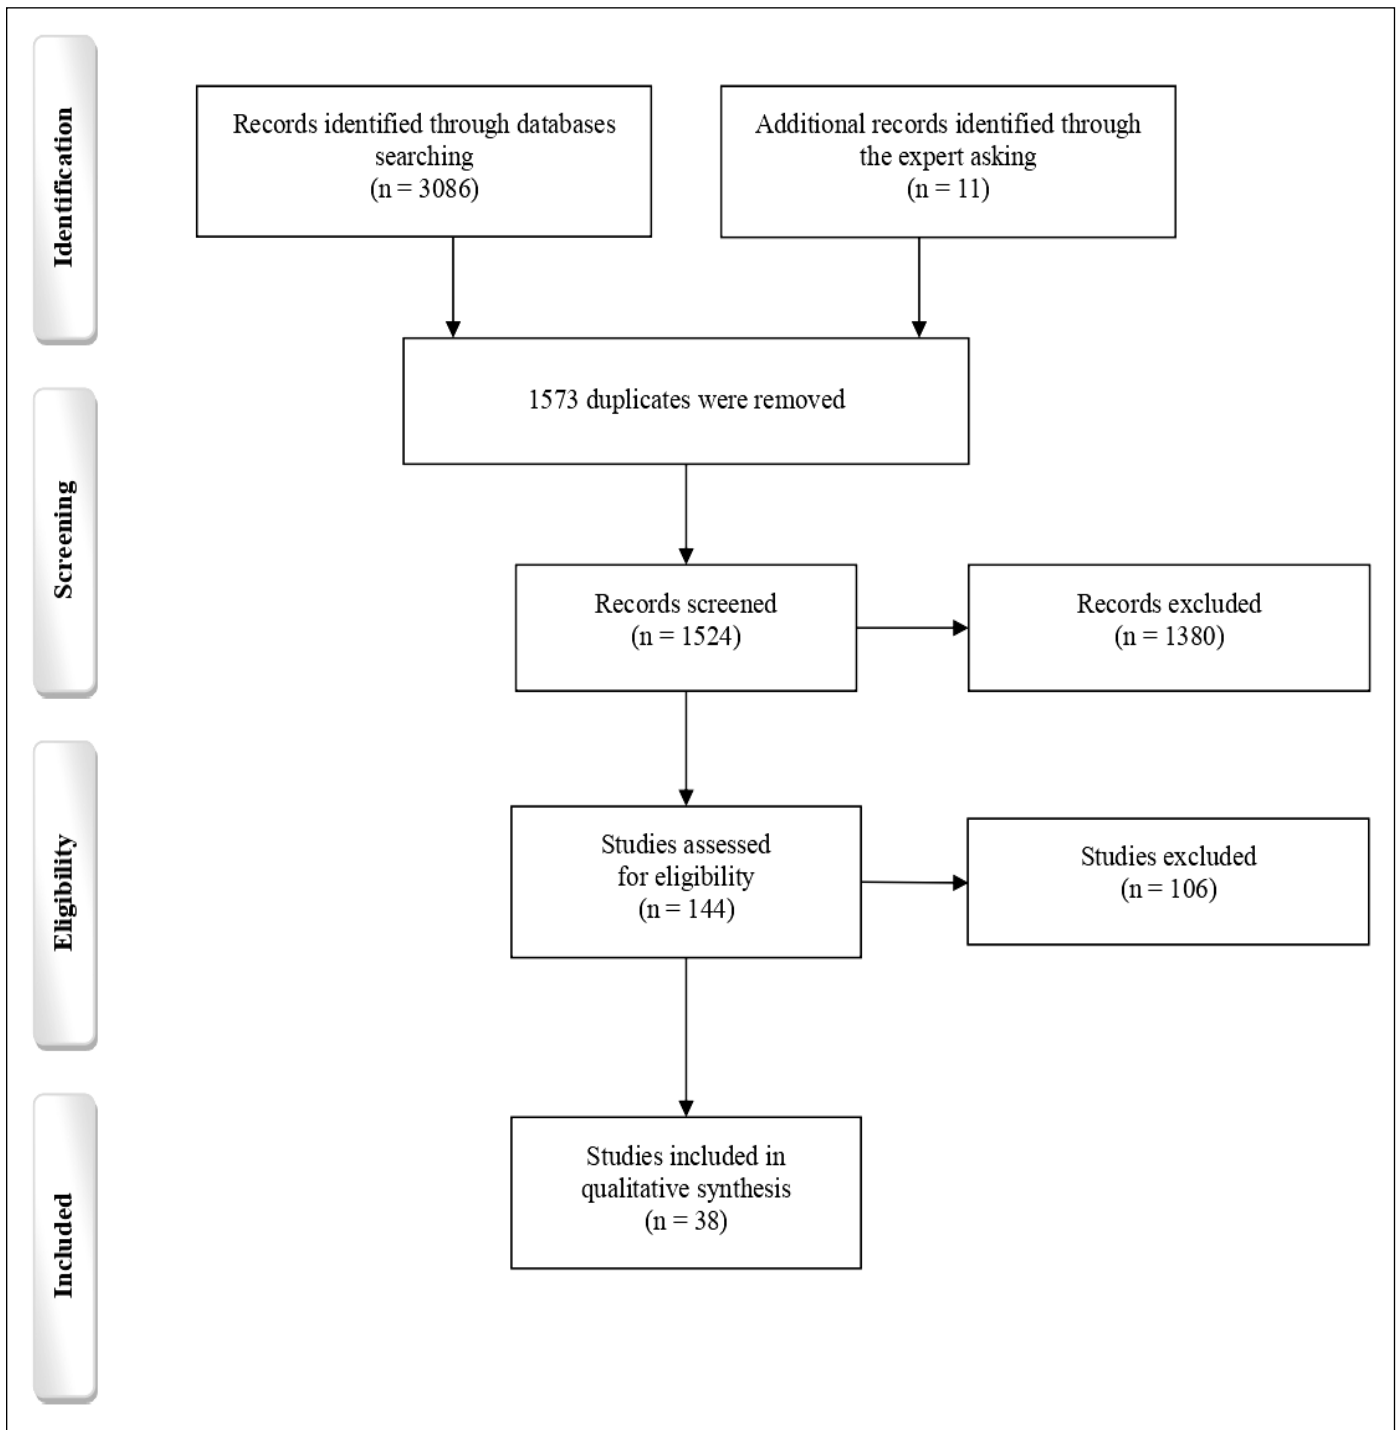 Identification
Records identified through databases
searching
(n = 3086)
Additional records identified through
the expert asking
(n = 11)
1573 duplicates were removed
Screening
Records screened
(n = 1524)
Records excluded
(n = 1380)
Eligibility
Studies assessed
for eligibility
(n = 144)
Studies excluded
(n = 106)
Included
Studies included in
qualitative synthesis
(n = 38)